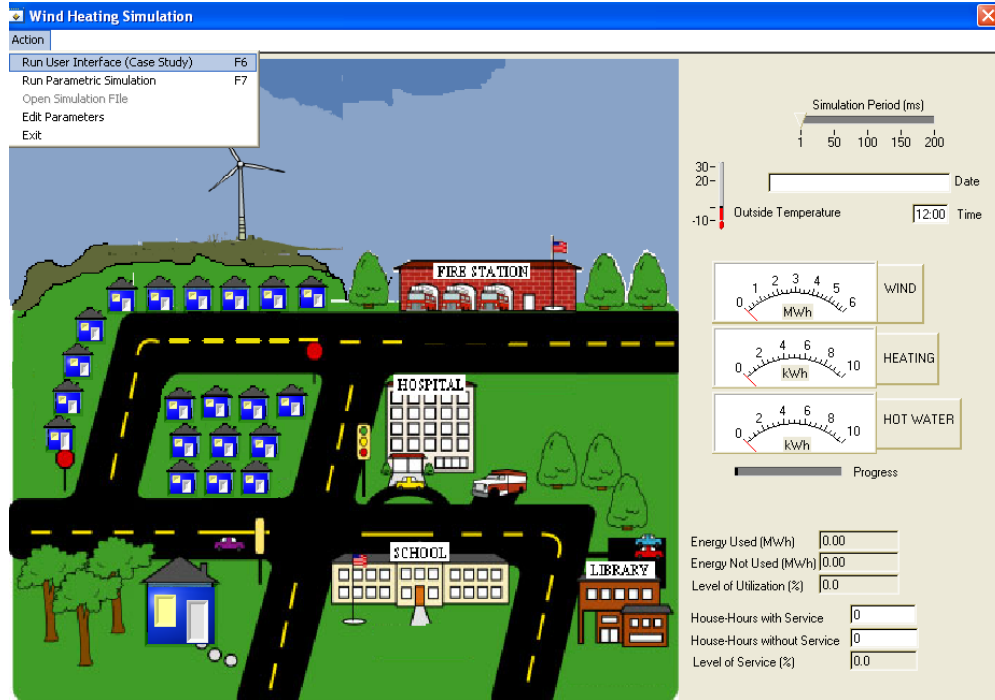 Wind Heating Simulation
Action
Run User Interface (Case Study) F6
Run Parametric Simulation F7
Open Simulation FIle
Edit Parameters
Exit
Simulation Period (ms)
1 50 100 150 200
30
20
-10
Outside Temperature
Date
12:00 Time
FIRE STATION
0 1 2 3 4 5 6
MWh
WIND
0 2 4 6 8 10
kWh
HEATING
HOSPITAL
0 2 4 6 8 10
kWh
HOT WATER
Progress
SCHOOL
LIBRARY
Energy Used (MWh) 0.00
Energy Not Used (MWh) 0.00
Level of Utilization (%) 0.0
House-Hours with Service 0
House-Hours without Service 0
Level of Service (%) 0.0